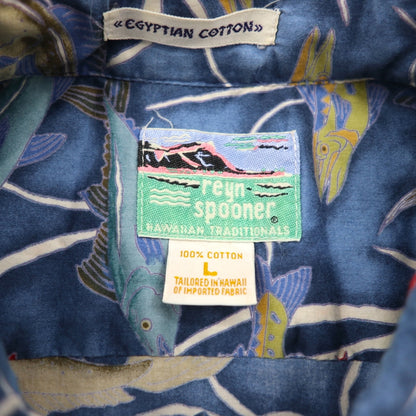 «EGYPTIAN COTTON»
reyn
spooner®
HAWAIIAN TRADITIONALS
100% COTTON
L
TAILORED IN HAWAII
OF IMPORTED FABRIC